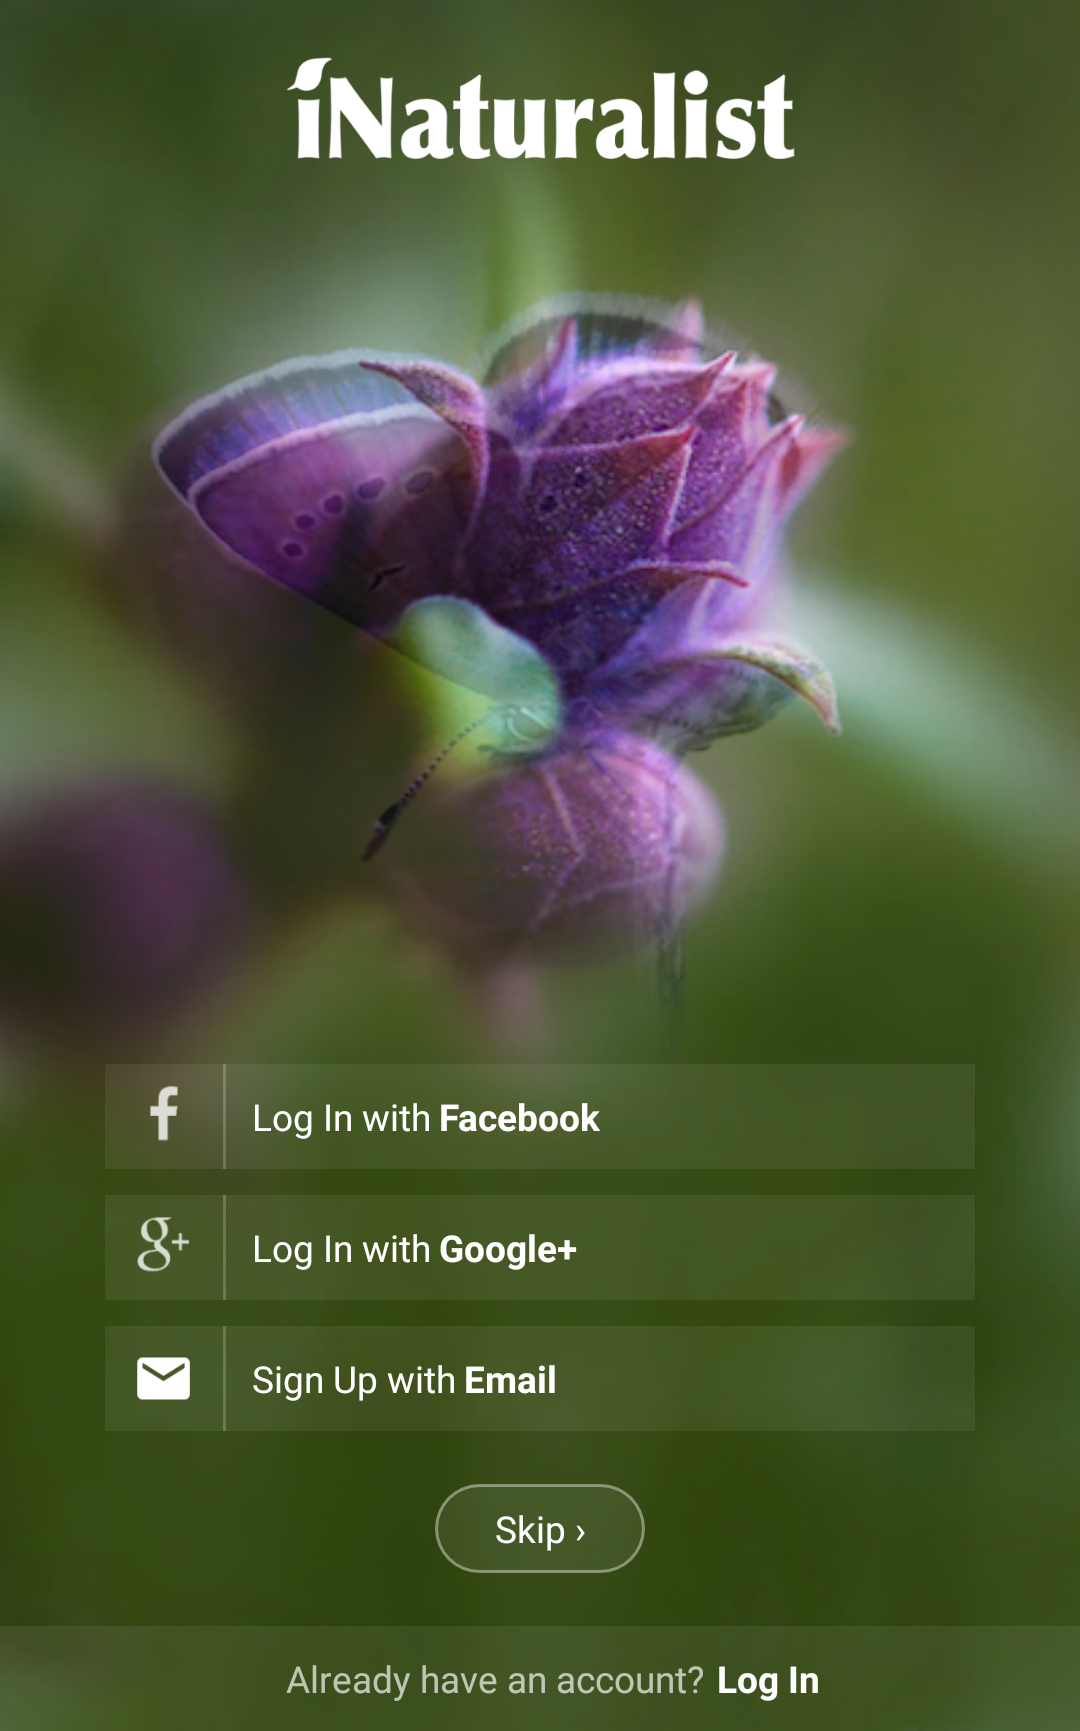 iNaturalist
Log In with Facebook
g+ Log In with Google+
Sign Up with Email
Skip ›
Already have an account? Log In